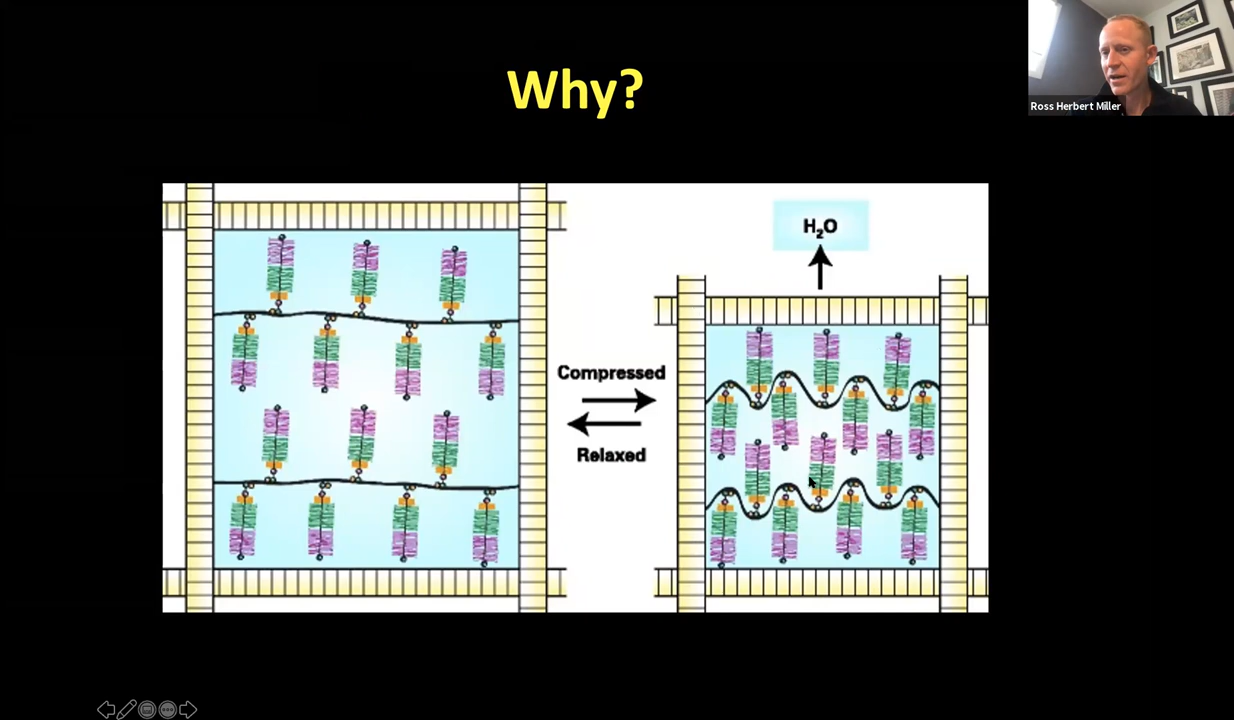 Why?
Ross Herbert Miller
H₂O
Compressed
Relaxed